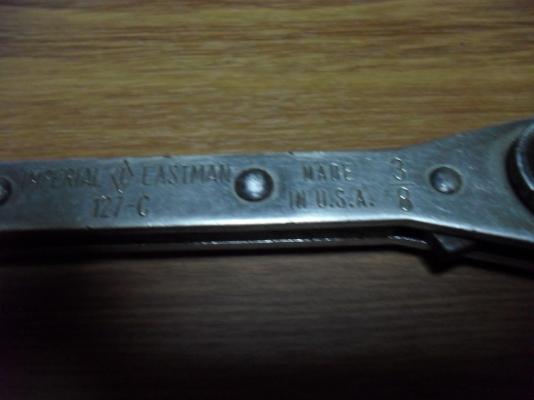 IMPERIAL EASTMAN
127-C
MADE
IN U.S.A.
3
8